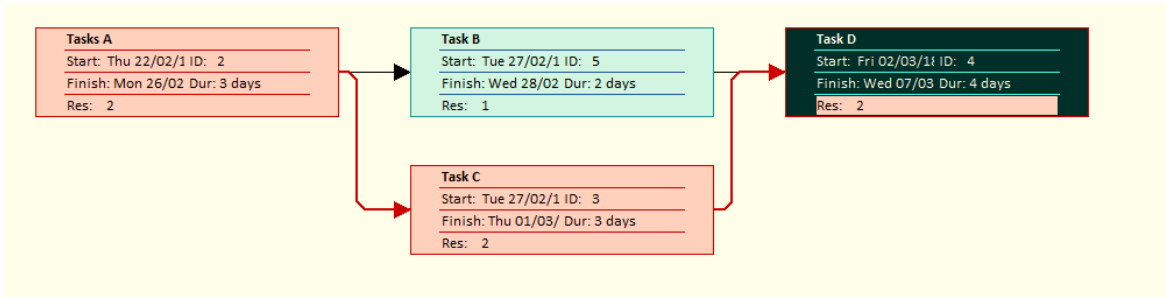 Tasks A
Start: Thu 22/02/1 ID: 2
Finish: Mon 26/02 Dur: 3 days
Res: 2
Task B
Start: Tue 27/02/1 ID: 5
Finish: Wed 28/02 Dur: 2 days
Res: 1
Task D
Start: Fri 02/03/18 ID: 4
Finish: Wed 07/03 Dur: 4 days
Res: 2
Task C
Start: Tue 27/02/1 ID: 3
Finish: Thu 01/03/ Dur: 3 days
Res: 2